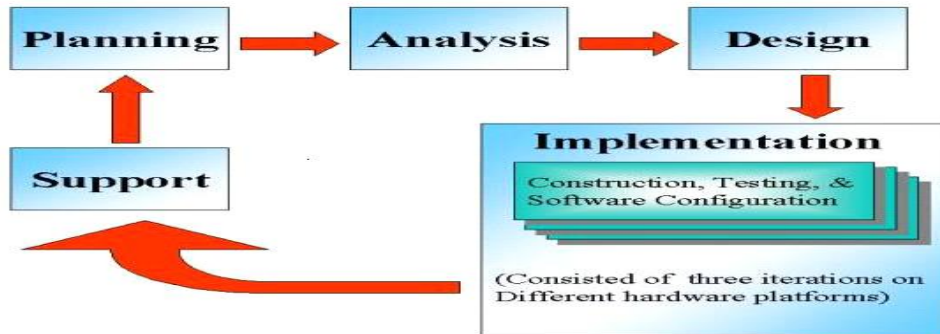 Planning
Analysis
Design
Implementation
Construction, Testing, &
Software Configuration
(Consisted of three iterations on
Different hardware platforms)
Support